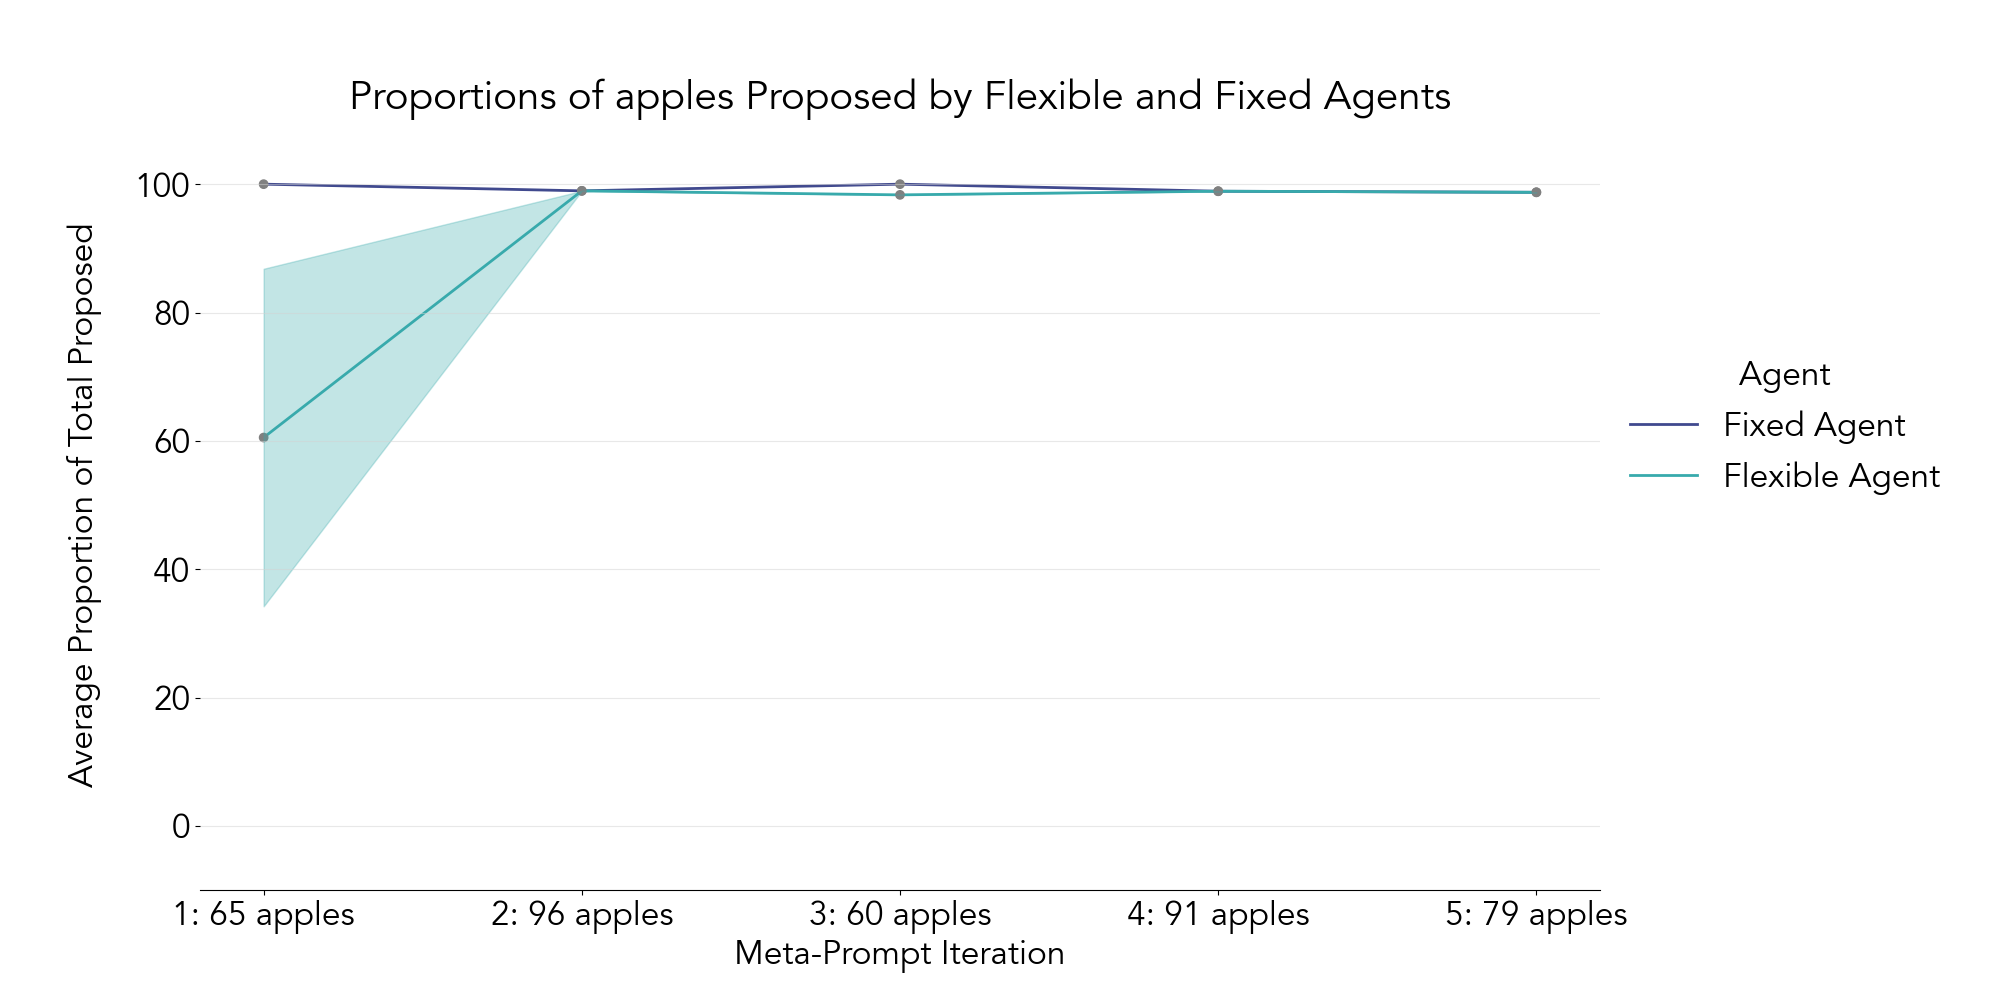 Proportions of apples Proposed by Flexible and Fixed Agents
Average Proportion of Total Proposed
100
80
60
40
20
0
1: 65 apples
2: 96 apples
3: 60 apples
4: 91 apples
5: 79 apples
Meta-Prompt Iteration
Agent
Fixed Agent
Flexible Agent